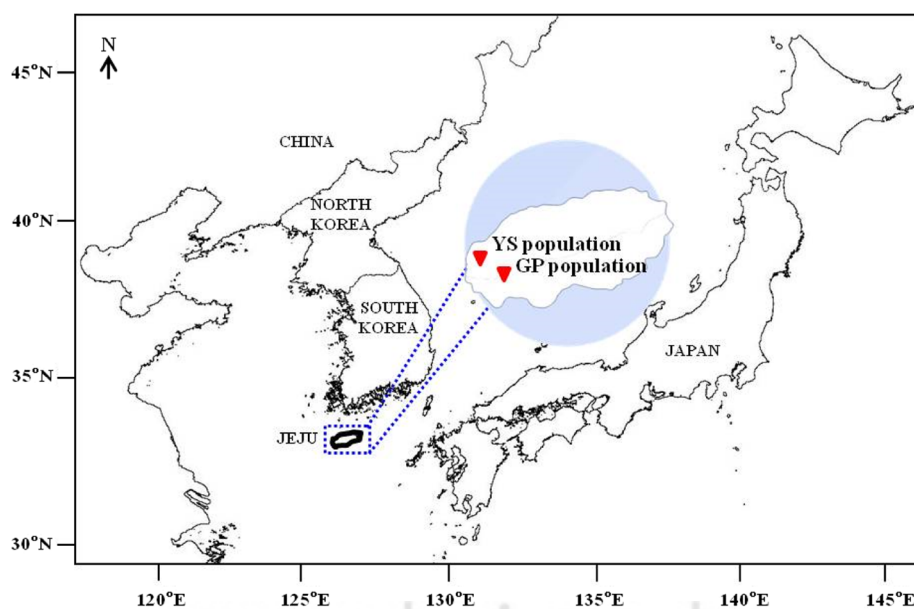 N
45°N
CHINA
40°N
NORTH
KOREA
YS population
GP population
SOUTH
KOREA
JAPAN
35°N
JEJU
30°N
120°E
125°E
130°E
135°E
140°E
145°E